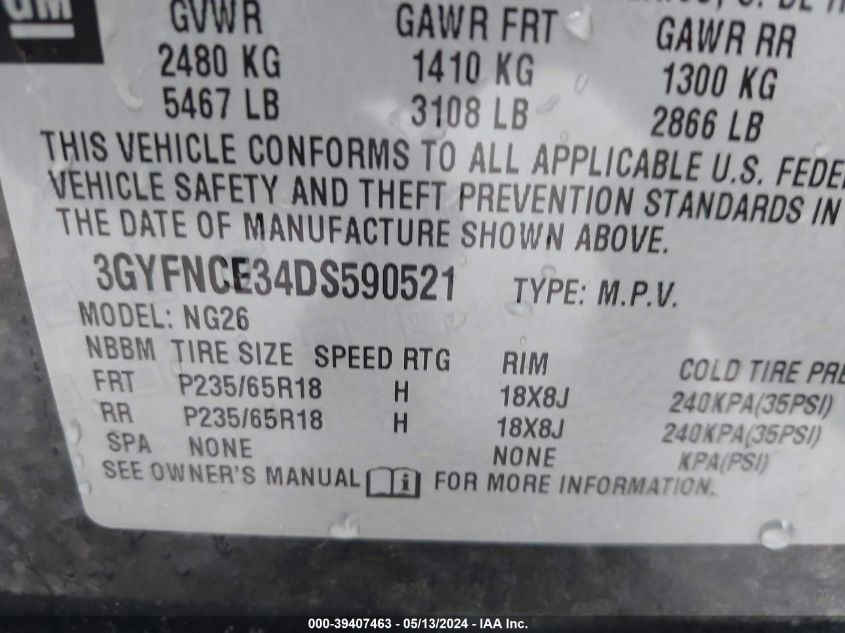 GM
GVWR GAWR FRT GAWR RR
2480 KG 1410 KG 1300 KG
5467 LB 3108 LB 2866 LB
THIS VEHICLE CONFORMS TO ALL APPLICABLE U.S. FEDE
VEHICLE SAFETY AND THEFT PREVENTION STANDARDS IN
THE DATE OF MANUFACTURE SHOWN ABOVE.
3GYFNCE34DS590521 TYPE: M.P.V.
MODEL: NG26
NBBM TIRE SIZE SPEED RTG RIM COLD TIRE PRE
FRT P235/65R18 H 18X8J 240KPA(35PSI)
RR P235/65R18 H 18X8J 240KPA(35PSI)
SPA NONE NONE KPA(PSI)
SEE OWNER'S MANUAL i FOR MORE INFORMATION.
000-39407463 - 05/13/2024 - IAA Inc.